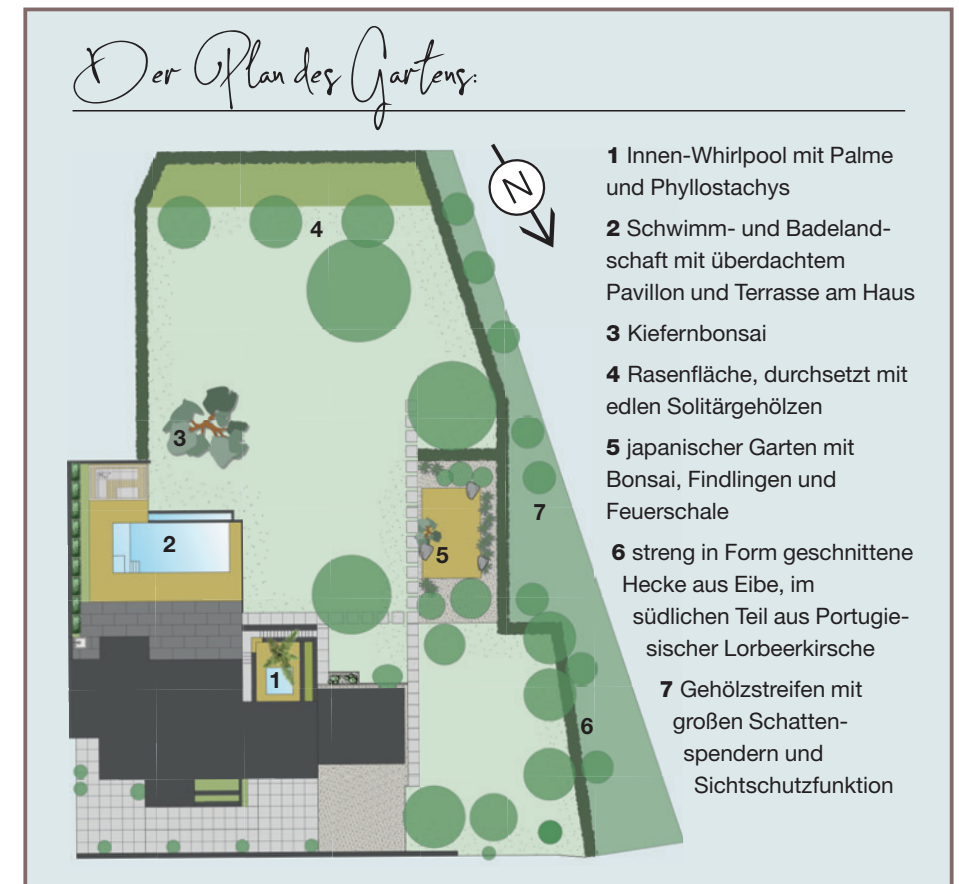 Der Plan des Gartens:
N
1 Innen-Whirlpool mit Palme
und Phyllostachys
2 Schwimm- und Badeland-
schaft mit überdachtem
Pavillon und Terrasse am Haus
3 Kiefernbonsai
4 Rasenfläche, durchsetzt mit
edlen Solitärgehölzen
5 japanischer Garten mit
Bonsai, Findlingen und
Feuerschale
6 streng in Form geschnittene
Hecke aus Eibe, im
südlichen Teil aus Portugie-
sischer Lorbeerkirsche
7 Gehölzstreifen mit
großen Schatten-
spendern und
Sichtschutzfunktion
4
3
7
2
5
1
6